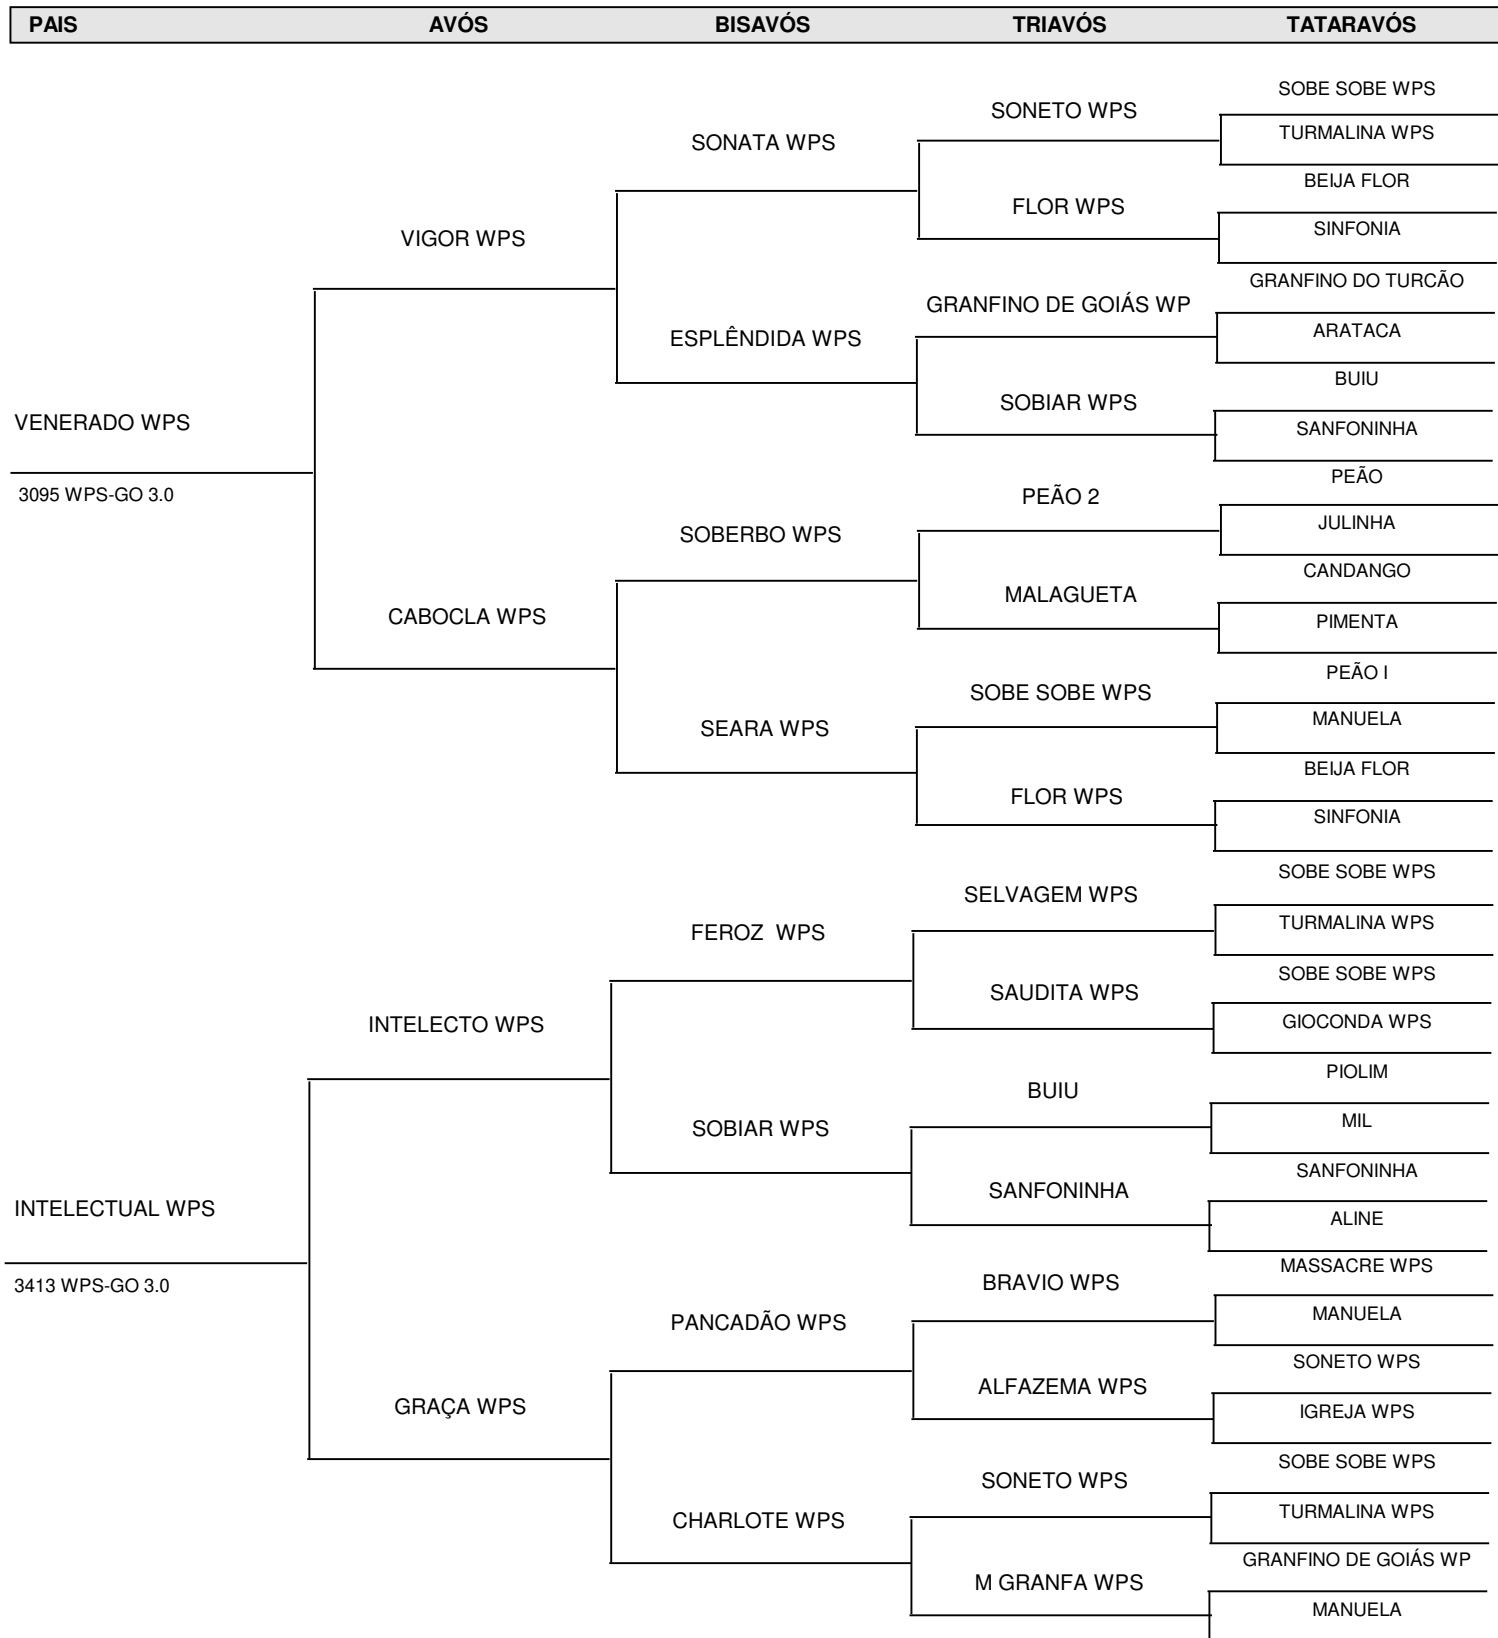 PAIS AVÓS BISAVÓS TRIAVÓS TATARAVÓS
SOBE SOBE WPS
SONETO WPS
TURMALINA WPS
SONATA WPS
BEIJA FLOR
FLOR WPS
SINFONIA
VIGOR WPS
GRANFINO DO TURCÃO
GRANFINO DE GOIÁS WP
ARATACA
ESPLÊNDIDA WPS
BUIU
SOBIAR WPS
SANFONINHA
VENERADO WPS
3095 WPS-GO 3.0
PEÃO
PEÃO 2
JULINHA
SOBERBO WPS
CANDANGO
MALAGUETA
PIMENTA
CABOCLA WPS
PEÃO I
SOBE SOBE WPS
MANUELA
SEARA WPS
BEIJA FLOR
FLOR WPS
SINFONIA
SOBE SOBE WPS
SELVAGEM WPS
TURMALINA WPS
FEROZ WPS
SOBE SOBE WPS
SAUDITA WPS
GIOCONDA WPS
INTELECTO WPS
PIOLIM
BUIU
MIL
SOBIAR WPS
SANFONINHA
SANFONINHA
ALINE
INTELECTUAL WPS
3413 WPS-GO 3.0
MASSACRE WPS
BRAVIO WPS
MANUELA
PANCADÃO WPS
SONETO WPS
ALFAZEMA WPS
IGREJA WPS
GRAÇA WPS
SOBE SOBE WPS
SONETO WPS
TURMALINA WPS
CHARLOTE WPS
GRANFINO DE GOIÁS WP
M GRANFA WPS
MANUELA